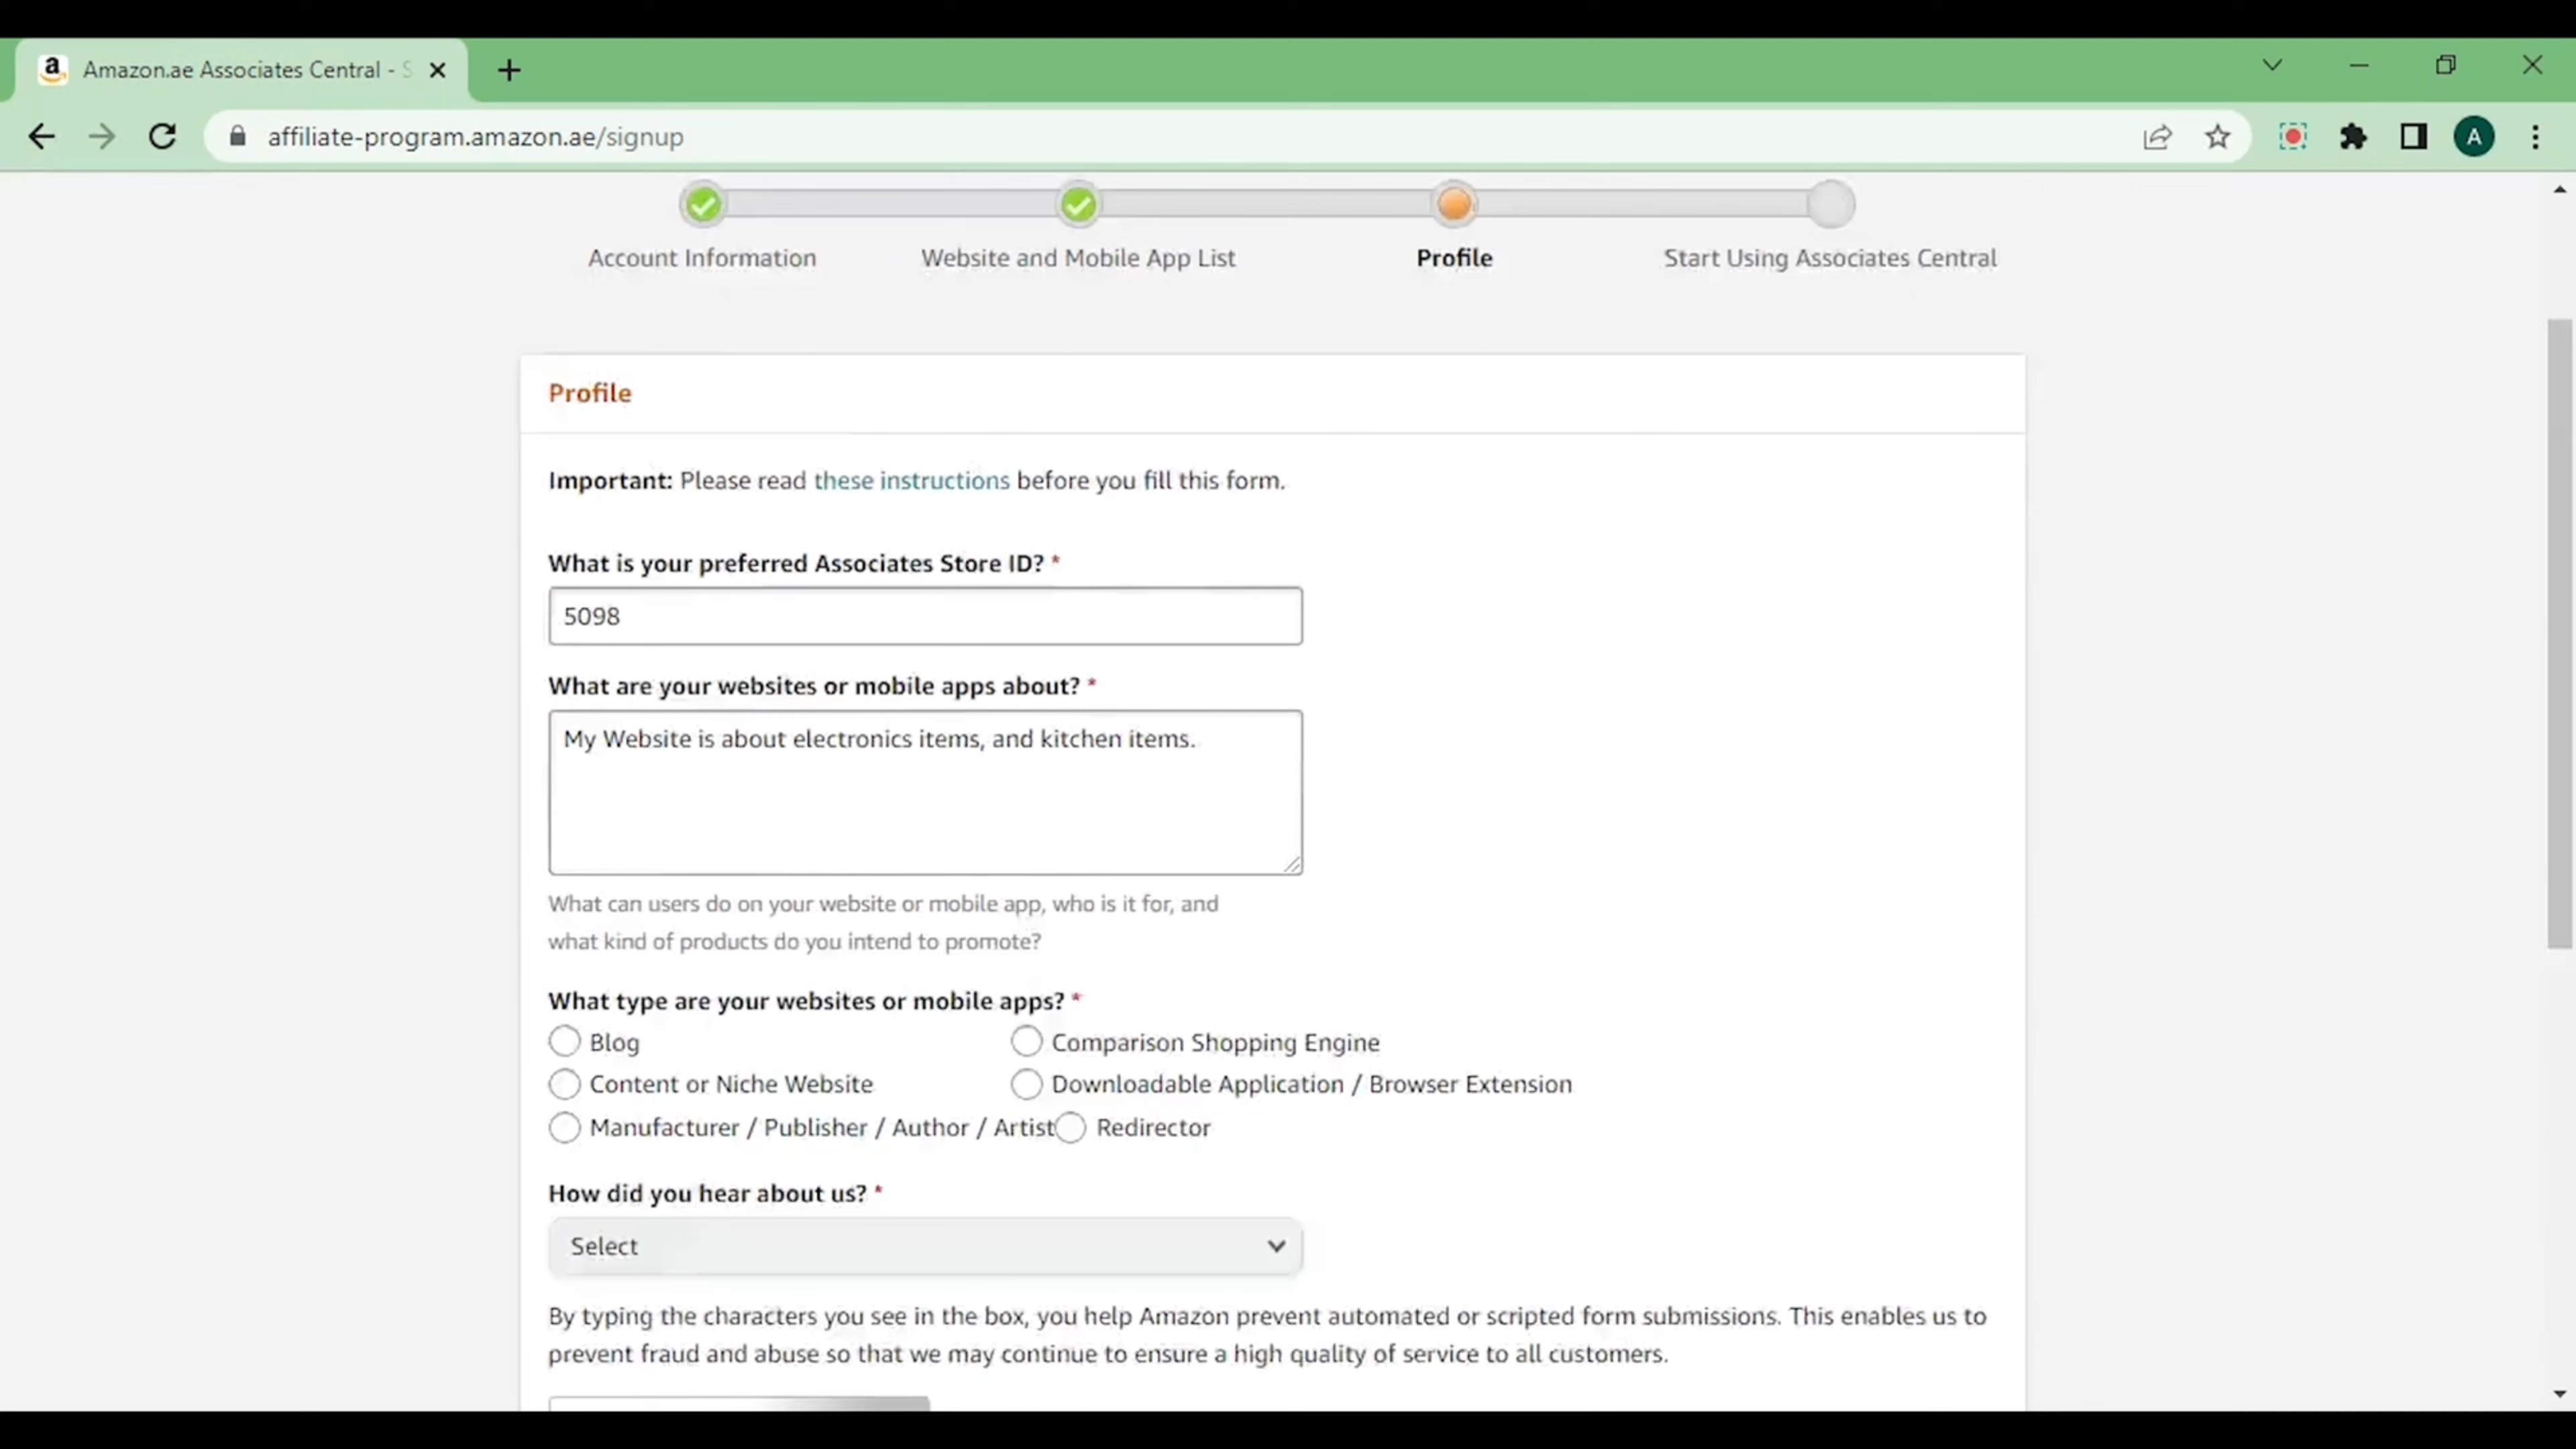 Amazon.ae Associates Central - S
affiliate-program.amazon.ae/signup
A
Account Information
Website and Mobile App List
Profile
Start Using Associates Central
Profile
Important: Please read these instructions before you fill this form.
What is your preferred Associates Store ID? *
5098
What are your websites or mobile apps about? *
My Website is about electronics items, and kitchen items.
What can users do on your website or mobile app, who is it for, and
what kind of products do you intend to promote?
What type are your websites or mobile apps? *
Blog
Comparison Shopping Engine
Content or Niche Website
Downloadable Application / Browser Extension
Manufacturer / Publisher / Author / Artist
Redirector
How did you hear about us? *
Select
By typing the characters you see in the box, you help Amazon prevent automated or scripted form submissions. This enables us to
prevent fraud and abuse so that we may continue to ensure a high quality of service to all customers.